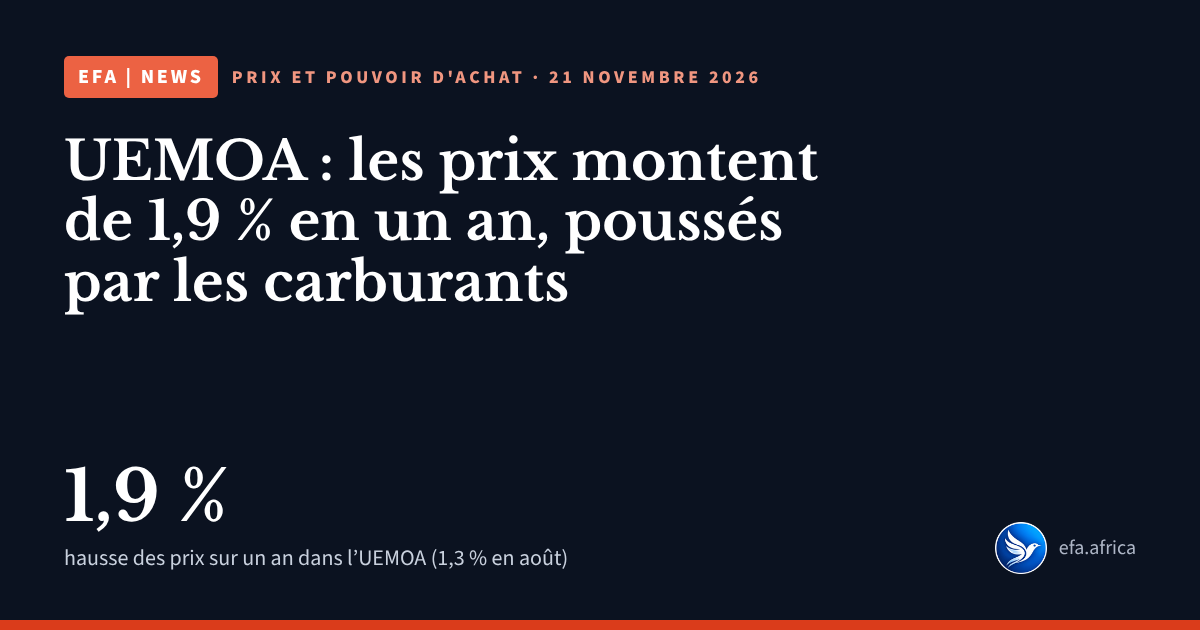 EFA | NEWS PRIX ET POUVOIR D'ACHAT · 21 NOVEMBRE 2026
UEMOA : les prix montent
de 1,9 % en un an, poussés
par les carburants
1,9 %
hausse des prix sur un an dans l’UEMOA (1,3 % en août)
efa.africa